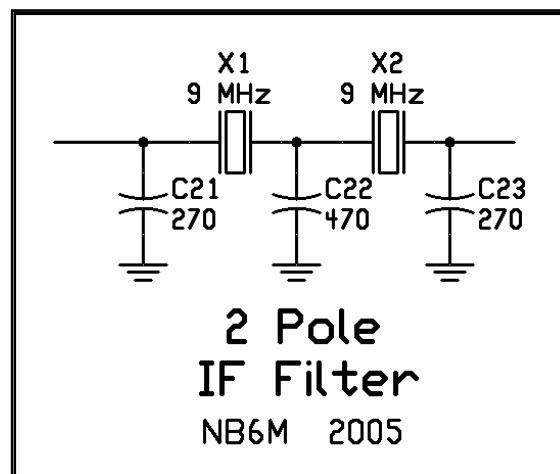 X1 X2
9 MHz 9 MHz
C21 C22 C23
270 470 270
2 Pole
IF Filter
NB6M 2005